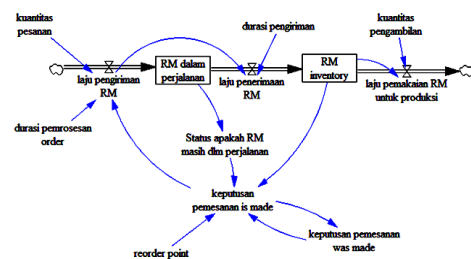 kuantitas
pesanan
laju pengiriman
RM
durasi pemrosesan
order
RM dalam
perjalanan
durasi pengiriman
laju penerimaan
RM
RM
inventory
kuantitas
pengambilan
laju pemakaian RM
untuk produksi
Status apakah RM
masih dlm perjalanan
keputusan
pemesanan is made
keputusan pemesanan
was made
reorder point